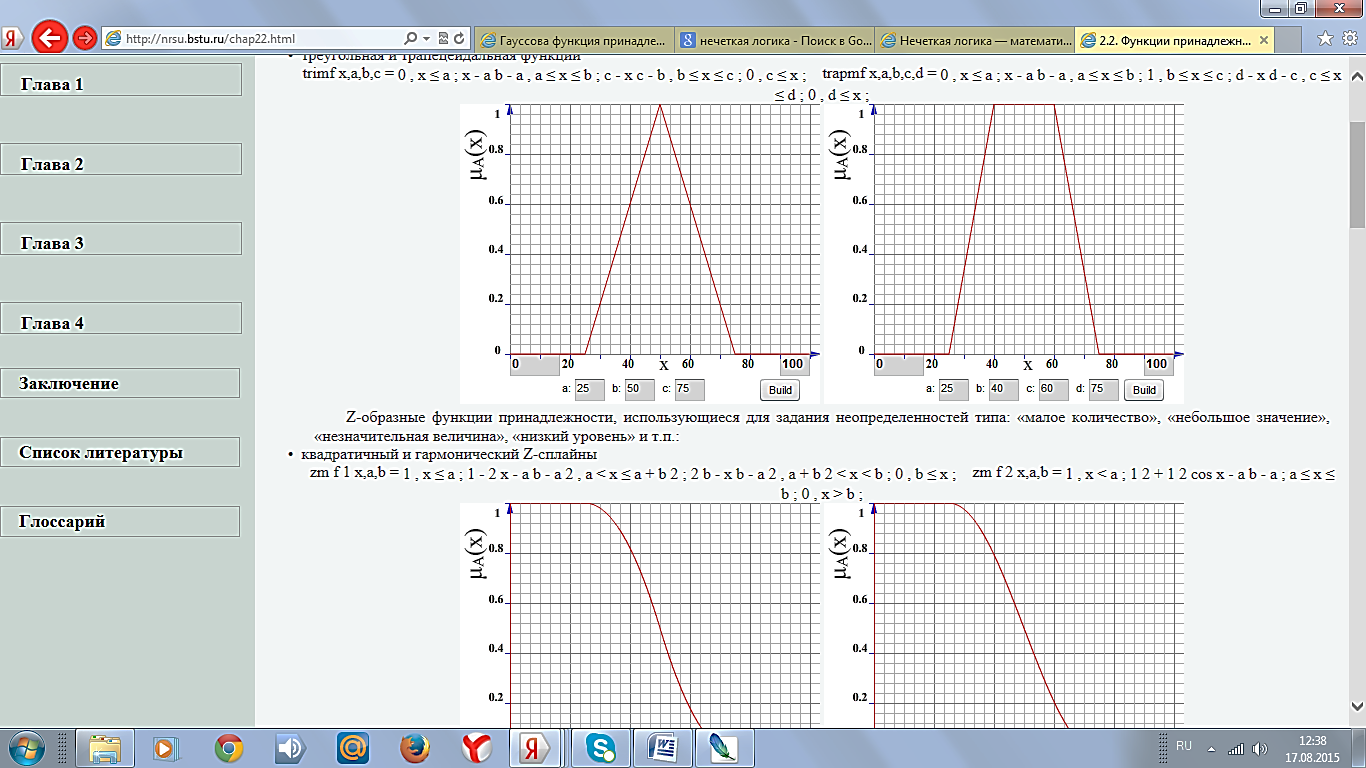 http://nrsu.bstu.ru/chap22.html
Гауссова функция принадле...
нечеткая логика - Поиск в Go...
Нечеткая логика — математи...
2.2. Функции принадлежн...
Глава 1
Глава 2
Глава 3
Глава 4
Заключение
Список литературы
Глоссарий
• треугольная и трапецеидальная функции
trimf x,a,b,c = 0 , x ≤ a ; x - a b - a , a ≤ x ≤ b ; c - x c - b , b ≤ x ≤ c ; 0 , c ≤ x ; trapmf x,a,b,c,d = 0 , x ≤ a ; x - a b - a , a ≤ x ≤ b ; 1 , b ≤ x ≤ c ; d - x d - c , c ≤ x
≤ d ; 0 , d ≤ x ;
μA(x)
1
0.8
0.6
0.4
0.2
0
0 20 40 x 60 80 100
a: 25 b: 50 c: 75 Build
μA(x)
1
0.8
0.6
0.4
0.2
0
0 20 40 x 60 80 100
a: 25 b: 40 c: 60 d: 75 Build
Z-образные функции принадлежности, использующиеся для задания неопределенностей типа: «малое количество», «небольшое значение»,
«незначительная величина», «низкий уровень» и т.п.:
• квадратичный и гармонический Z-сплайны
zm f 1 x,a,b = 1 , x ≤ a ; 1 - 2 x - a b - a 2 , a < x ≤ a + b 2 ; 2 b - x b - a 2 , a + b 2 < x < b ; 0 , b ≤ x ; zm f 2 x,a,b = 1 , x < a ; 1 2 + 1 2 cos x - a b - a ; a ≤ x ≤
b ; 0 , x > b ;
μA(x)
1
0.8
0.6
0.4
0.2
μA(x)
1
0.8
0.6
0.4
0.2
RU
12:38
17.08.2015